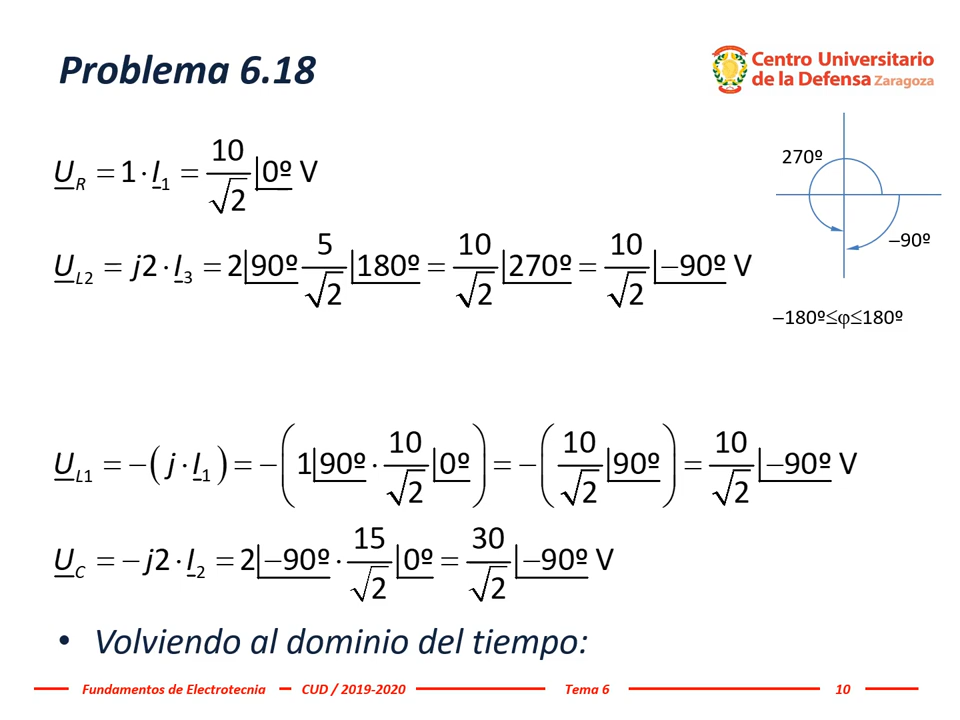 Problema 6.18
Centro Universitario
de la Defensa Zaragoza
270º
–90º
–180º≤φ≤180º
U_R = 1 · I_1 = 10/√2 |0º V
U_L2 = j2 · I_3 = 2|90º 5/√2 |180º = 10/√2 |270º = 10/√2 |−90º V
U_L1 = −( j · I_1 ) = −( 1|90º · 10/√2 |0º ) = −( 10/√2 |90º ) = 10/√2 |−90º V
U_C = − j2 · I_2 = 2|−90º · 15/√2 |0º = 30/√2 |−90º V
• Volviendo al dominio del tiempo:
Fundamentos de Electrotecnia CUD / 2019-2020 Tema 6 10